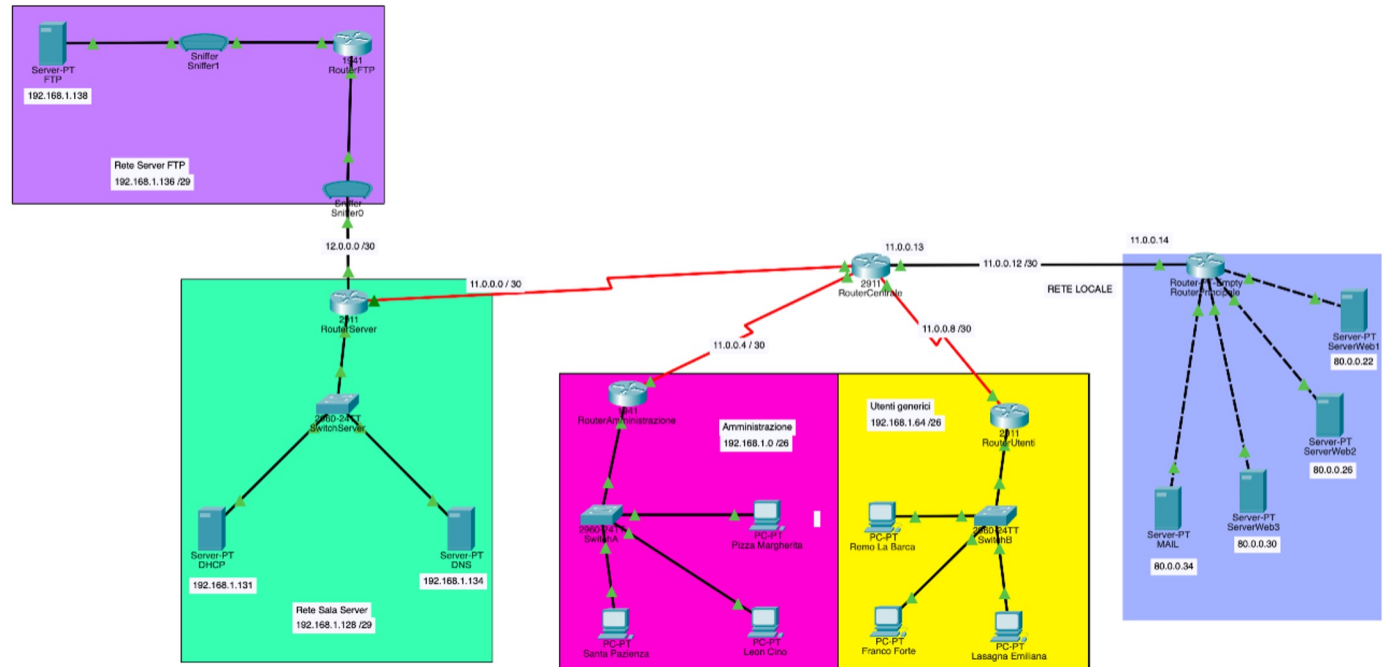 Server-PT
FTP
192.168.1.138
Sniffer
Sniffer1
1941
RouterFTP
Rete Server FTP
192.168.1.136 /29
Sniffer
Sniffer0
12.0.0.0 /30
2911
RouterServer
11.0.0.0 / 30
2960-24TT
SwitchServer
Server-PT
DHCP
192.168.1.131
Server-PT
DNS
192.168.1.134
Rete Sala Server
192.168.1.128 /29
11.0.0.13
2911
RouterCentrale
11.0.0.12 /30
11.0.0.14
RETE LOCALE
11.0.0.4 / 30
11.0.0.8 /30
1941
RouterAmministrazione
Amministrazione
192.168.1.0 /26
2960-24TT
SwitchA
PC-PT
Pizza Margherita
PC-PT
Santa Pazienza
PC-PT
Leon Cino
Utenti generici
192.168.1.64 /26
2911
RouterUtenti
PC-PT
Remo La Barca
2960-24TT
SwitchB
PC-PT
Franco Forte
PC-PT
Lasagna Emiliana
Router-PT-Empty
RouterPrincipale
Server-PT
ServerWeb1
80.0.0.22
Server-PT
ServerWeb2
80.0.0.26
Server-PT
ServerWeb3
80.0.0.30
Server-PT
MAIL
80.0.0.34